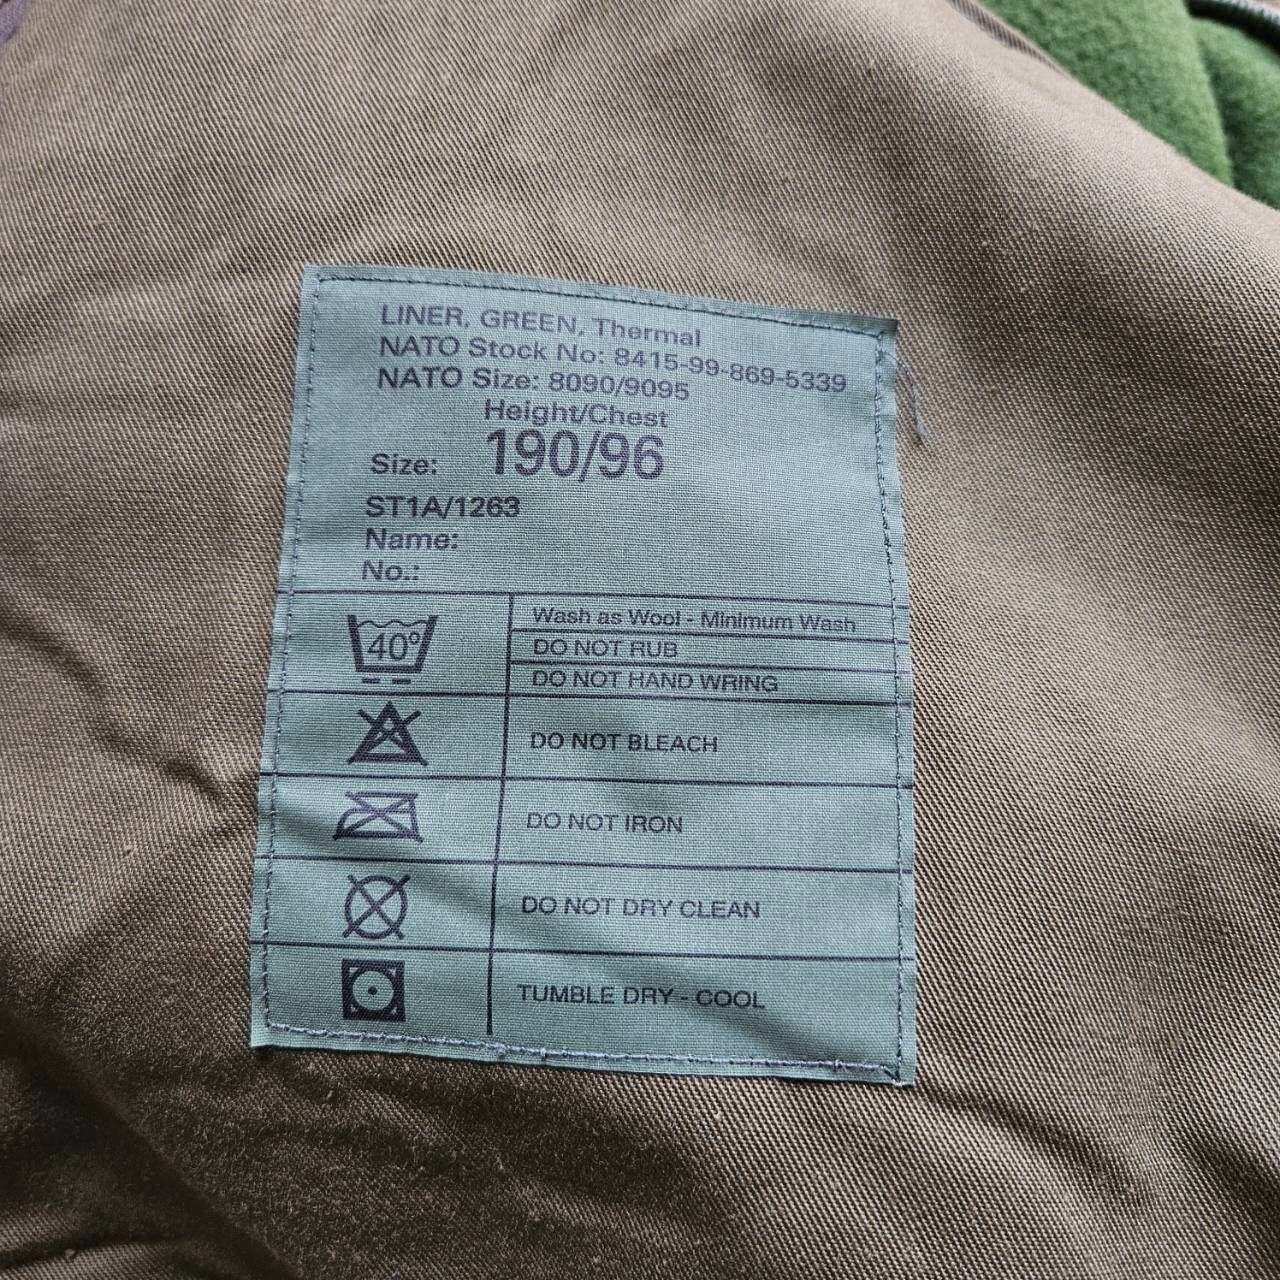 LINER, GREEN, Thermal
NATO Stock No: 8415-99-869-5339
NATO Size: 8090/9095
Height/Chest
Size: 190/96
ST1A/1263
Name:
No.:
40°
Wash as Wool - Minimum Wash
DO NOT RUB
DO NOT HAND WRING
DO NOT BLEACH
DO NOT IRON
DO NOT DRY CLEAN
TUMBLE DRY - COOL